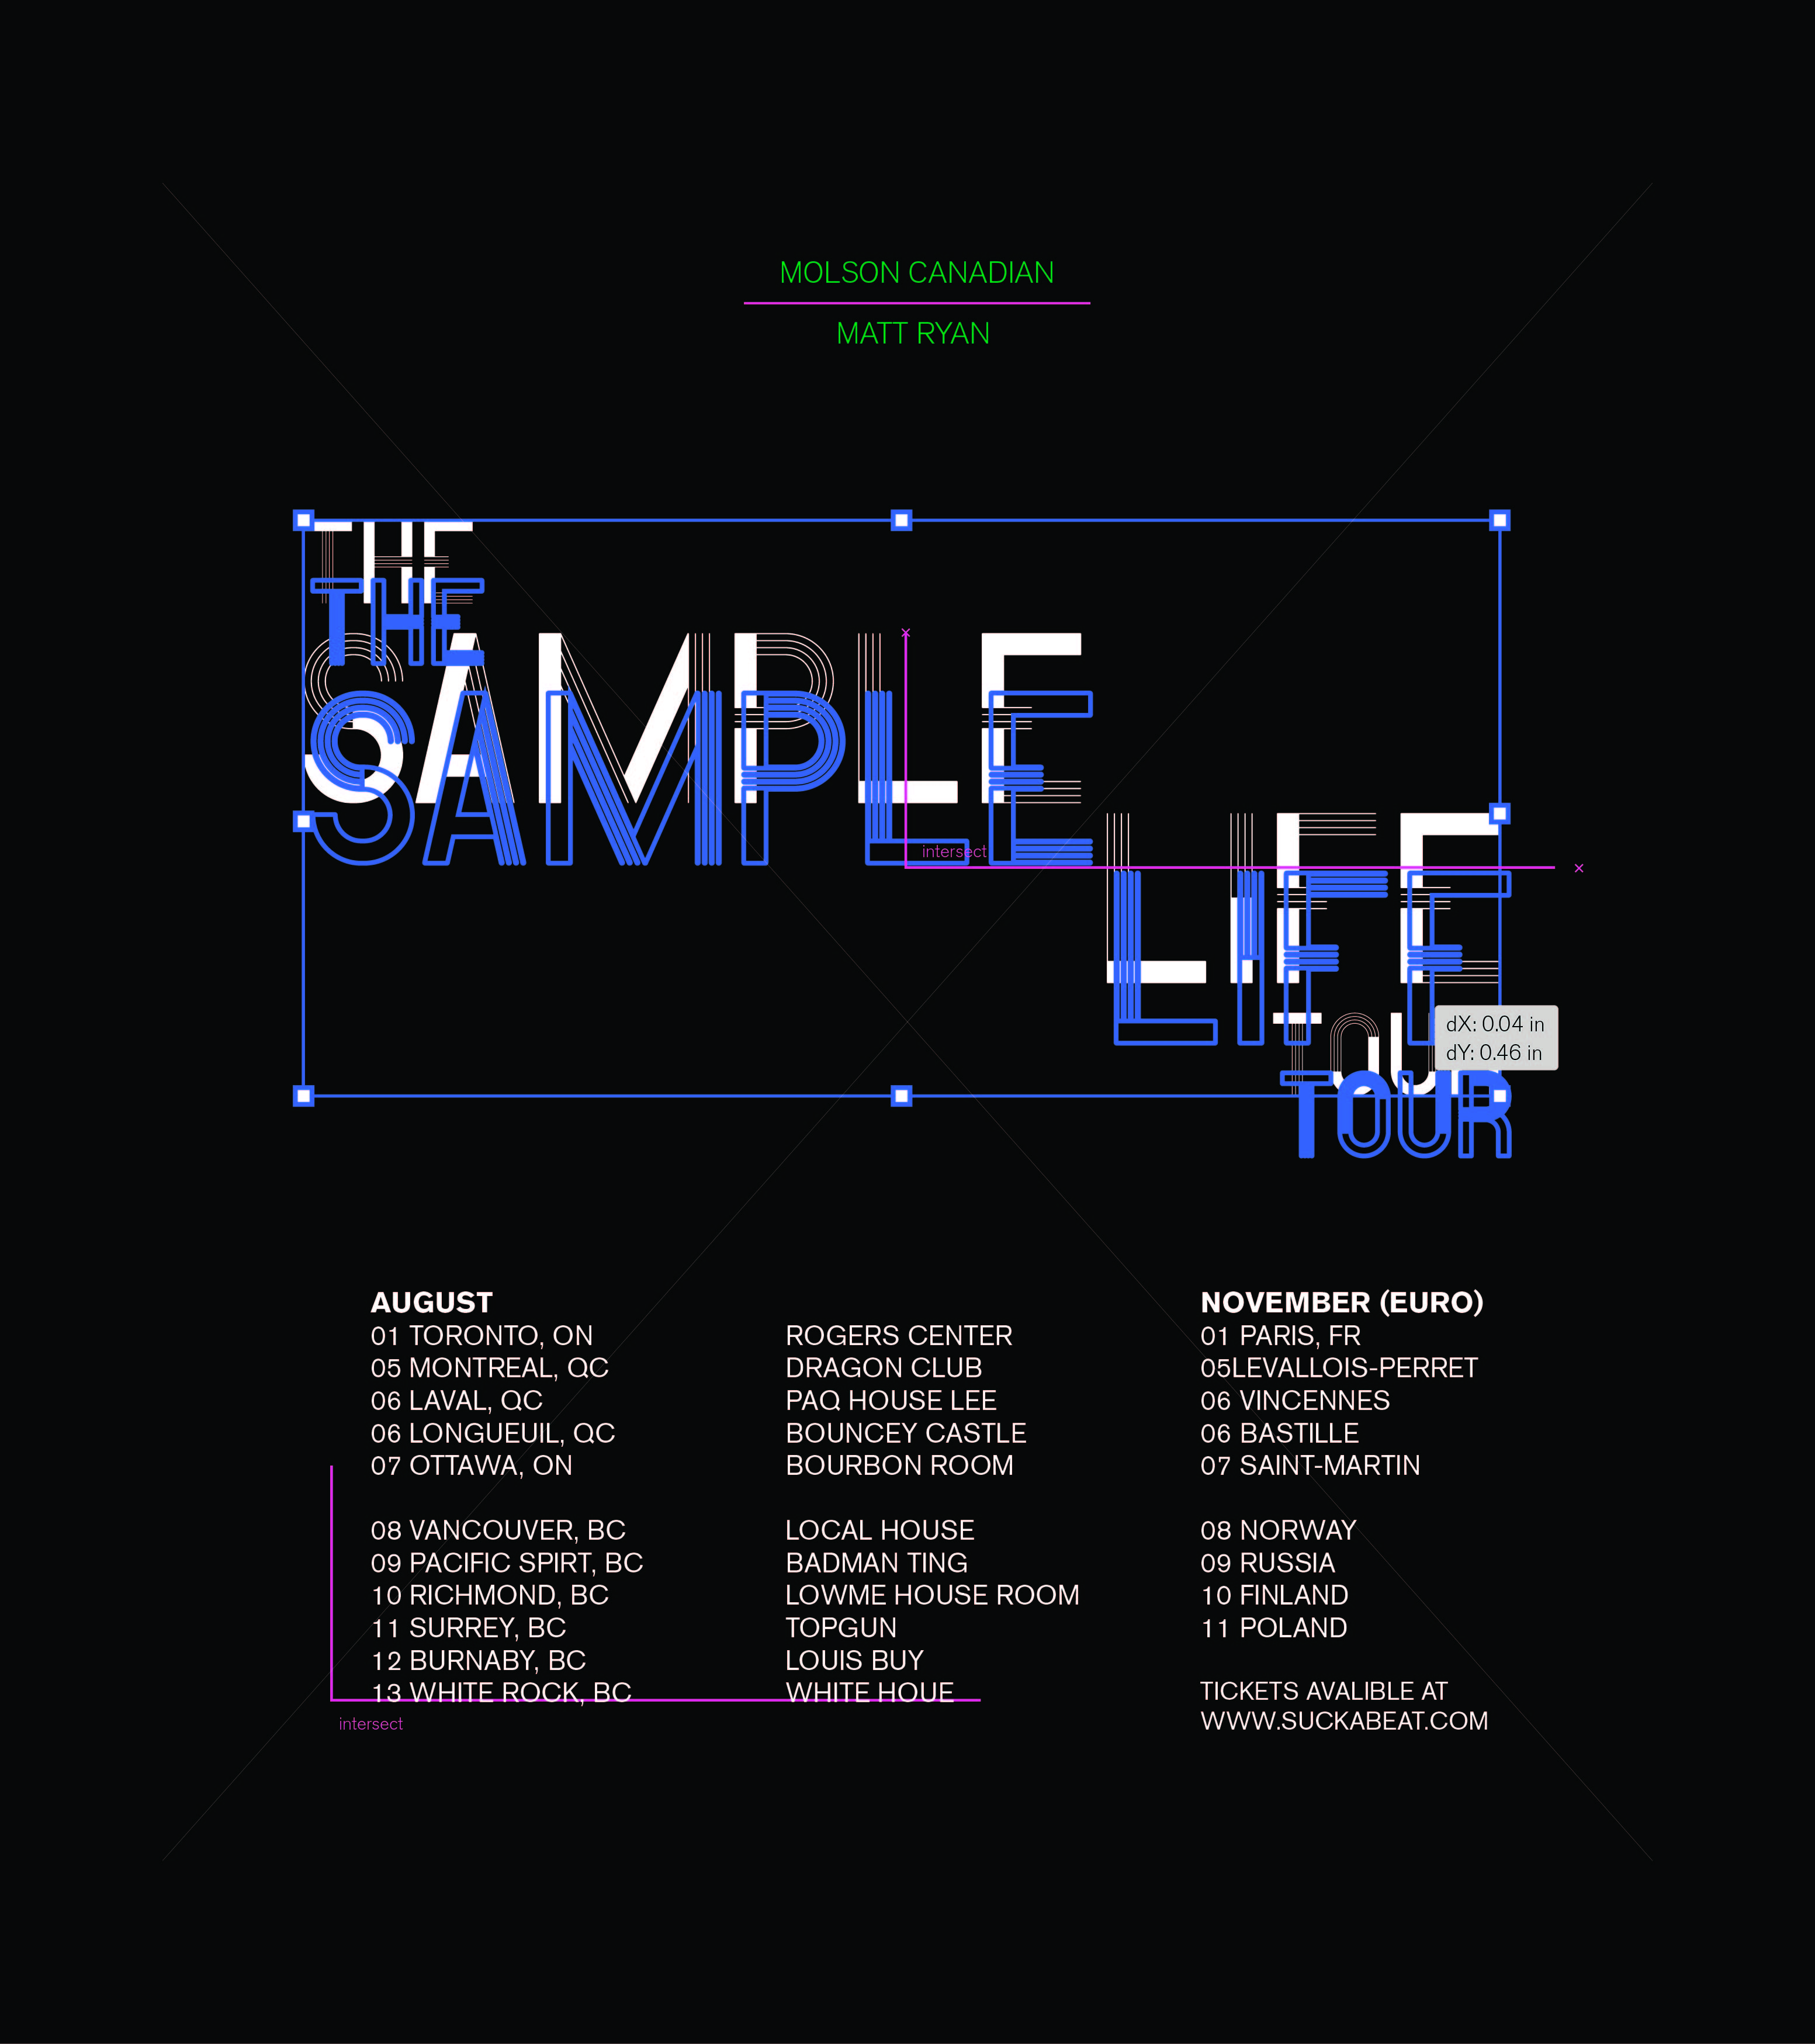 MOLSON CANADIAN
MATT RYAN
THE
THE
SAMPLE
SAMPLE
intersect
LIFE
LIFE
dX: 0.04 in
dY: 0.46 in
TOUR
TOUR
AUGUST
01 TORONTO, ON
05 MONTREAL, QC
06 LAVAL, QC
06 LONGUEUIL, QC
07 OTTAWA, ON
08 VANCOUVER, BC
09 PACIFIC SPIRT, BC
10 RICHMOND, BC
11 SURREY, BC
12 BURNABY, BC
13 WHITE ROCK, BC
intersect
ROGERS CENTER
DRAGON CLUB
PAQ HOUSE LEE
BOUNCEY CASTLE
BOURBON ROOM
LOCAL HOUSE
BADMAN TING
LOWME HOUSE ROOM
TOPGUN
LOUIS BUY
WHITE HOUE
NOVEMBER (EURO)
01 PARIS, FR
05LEVALLOIS-PERRET
06 VINCENNES
06 BASTILLE
07 SAINT-MARTIN
08 NORWAY
09 RUSSIA
10 FINLAND
11 POLAND
TICKETS AVALIBLE AT
WWW.SUCKABEAT.COM